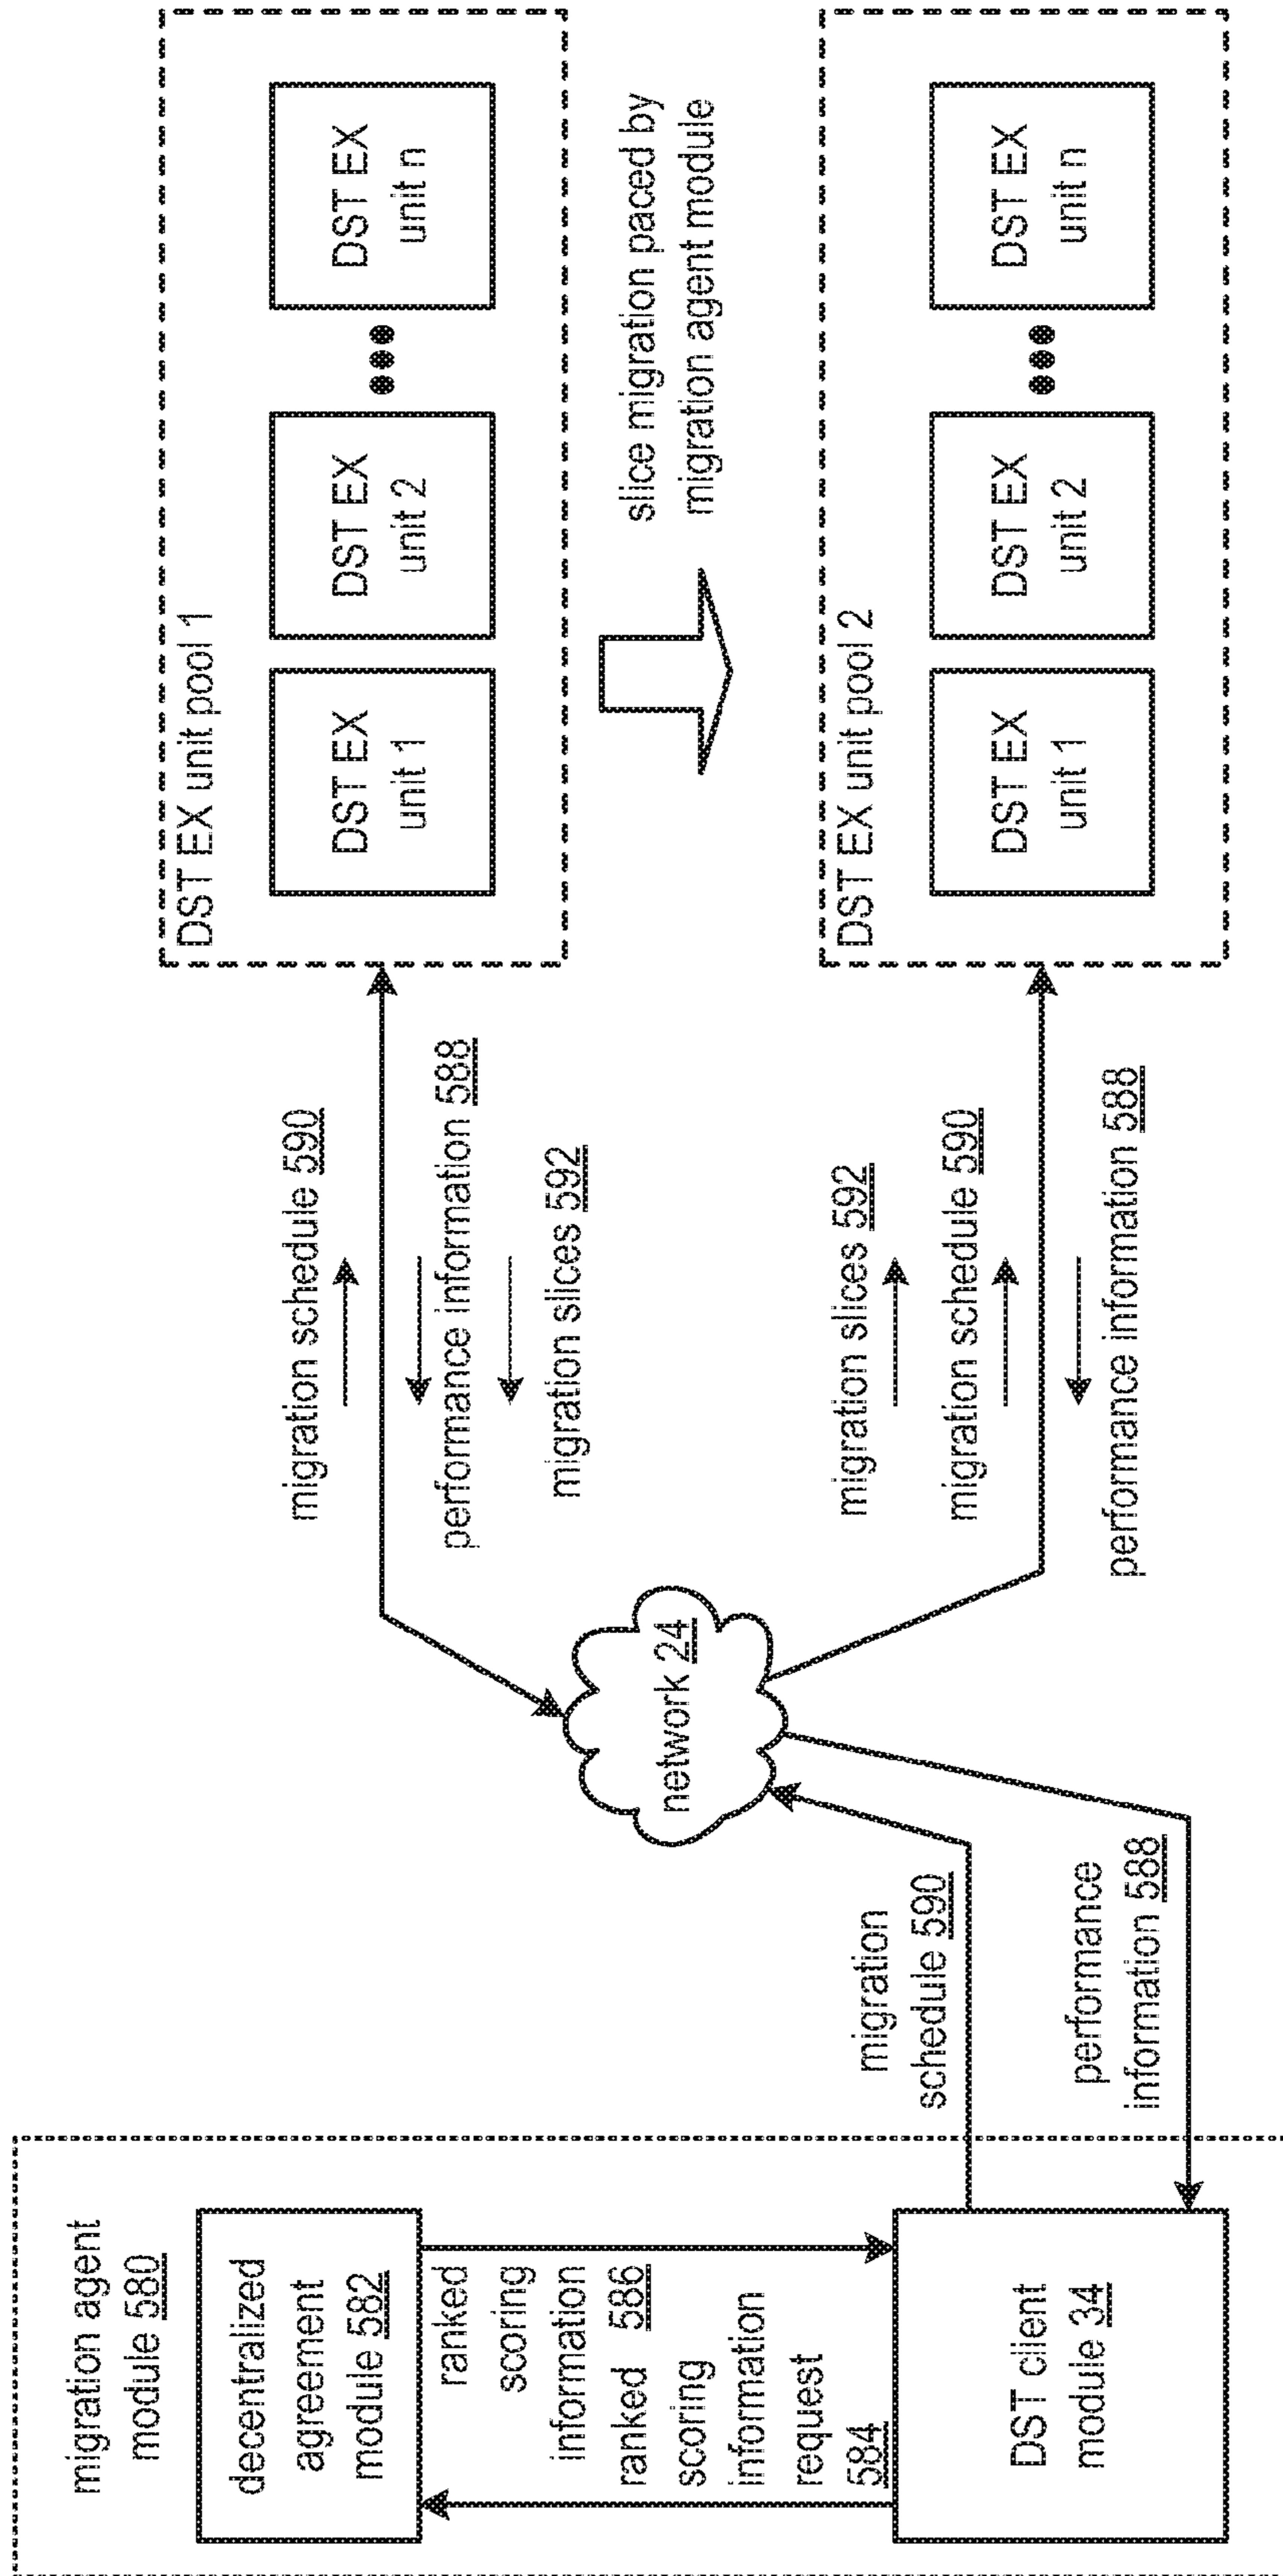 migration agent
module 580
decentralized
agreement
module 582
ranked
scoring
information
586
ranked
scoring
information
request
584
DST client
module 34
migration
schedule 590
performance
information 588
network 24
migration schedule 590
performance information 588
migration slices 592
migration slices 592
migration schedule 590
performance information 588
DST EX unit pool 1
DST EX
unit 1
DST EX
unit 2
DST EX
unit n
slice migration paced by
migration agent module
DST EX unit pool 2
DST EX
unit 1
DST EX
unit 2
DST EX
unit n